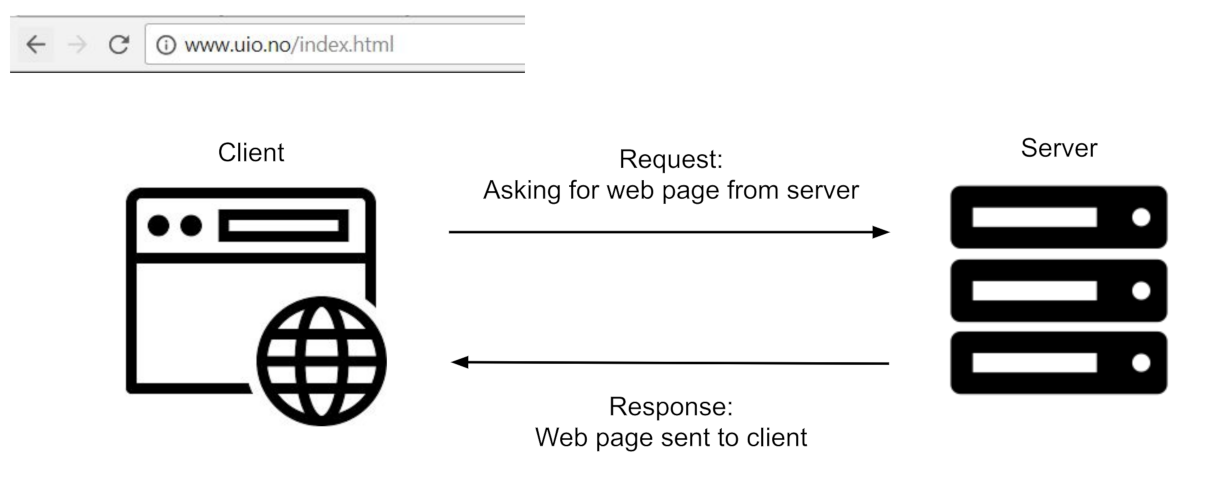 www.uio.no/index.html
Client
Server
Request:
Asking for web page from server
Response:
Web page sent to client